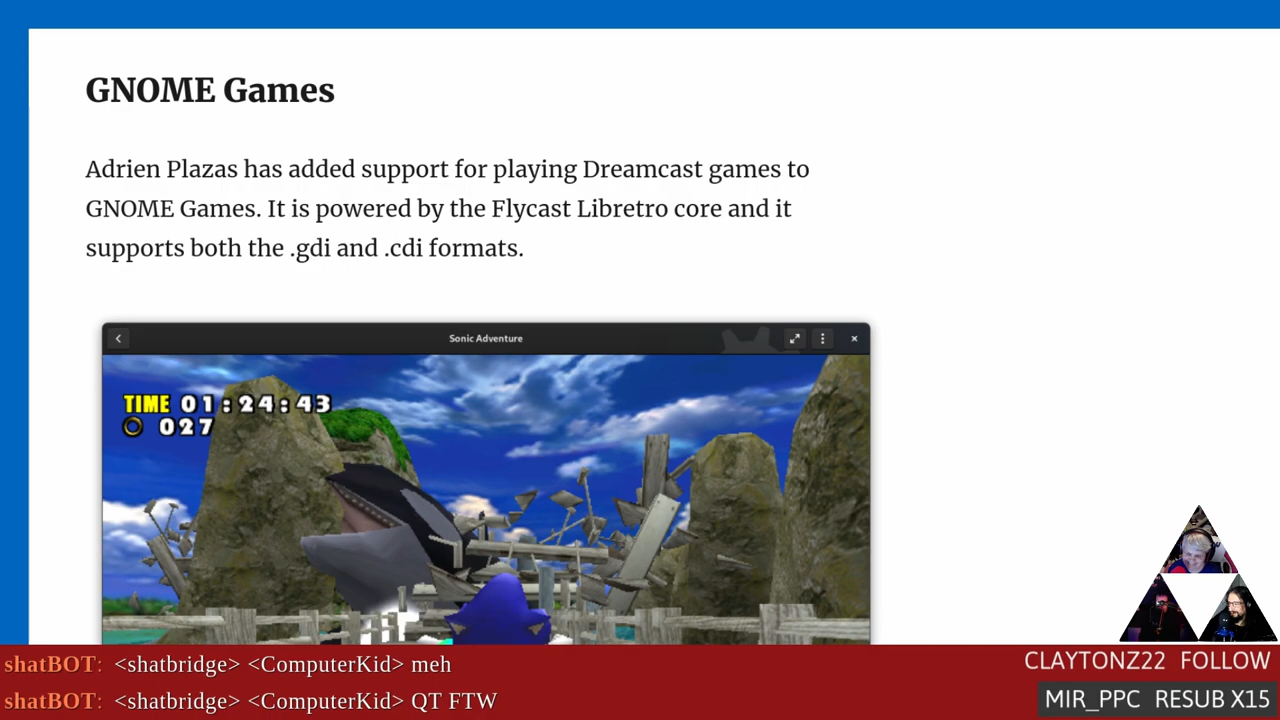 GNOME Games
Adrien Plazas has added support for playing Dreamcast games to
GNOME Games. It is powered by the Flycast Libretro core and it
supports both the .gdi and .cdi formats.
Sonic Adventure
TIME 01:24:43
027
shatBOT: <shatbridge> <ComputerKid> meh
shatBOT: <shatbridge> <ComputerKid> QT FTW
CLAYTONZ22 FOLLOW
MIR_PPC RESUB X15